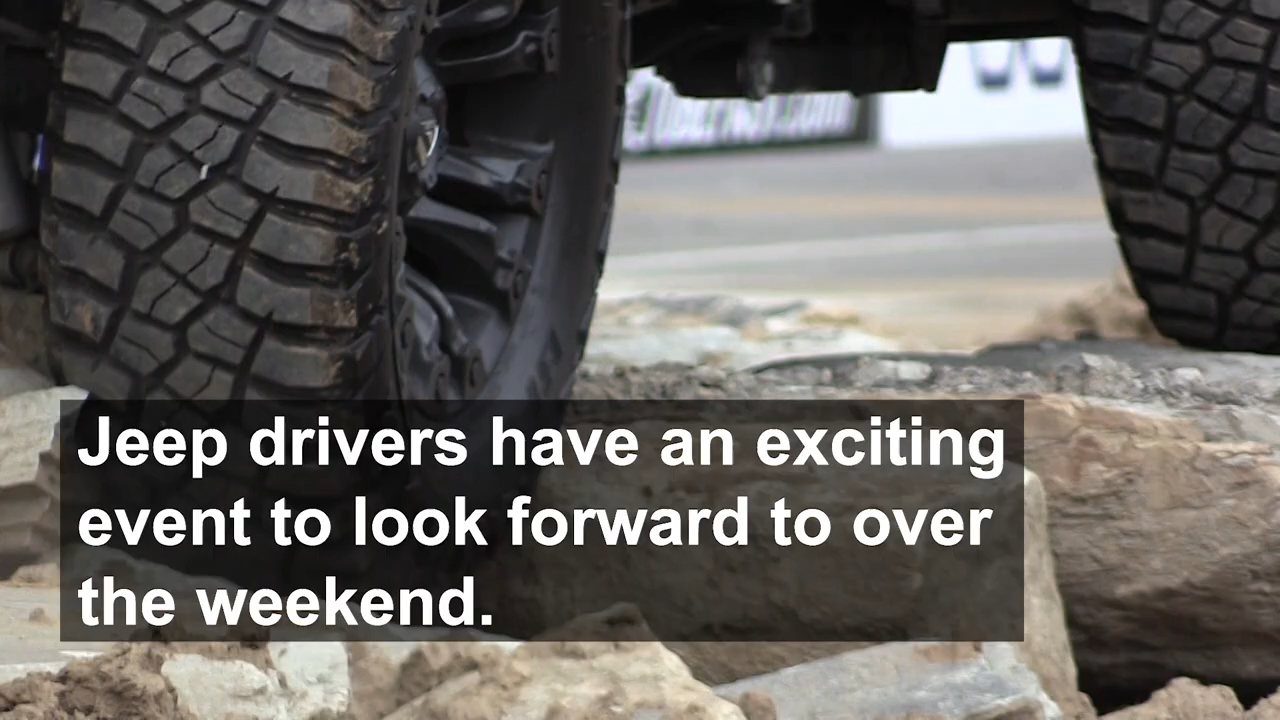 Jeep drivers have an exciting
event to look forward to over
the weekend.